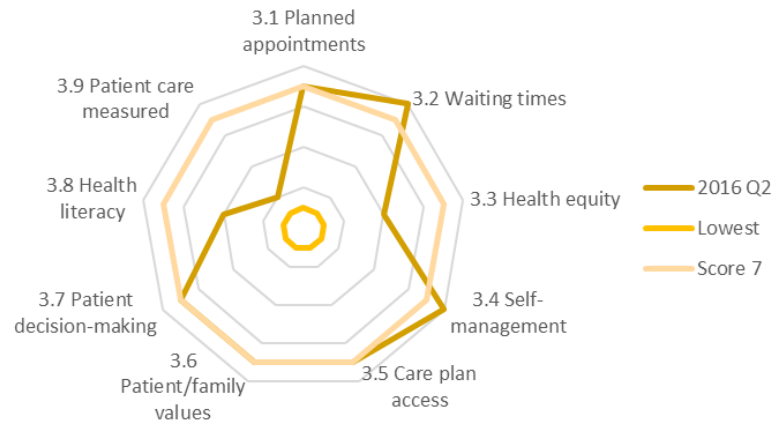 3.1 Planned
appointments
3.2 Waiting times
3.3 Health equity
3.4 Self-
management
3.5 Care plan
access
3.6
Patient/family
values
3.7 Patient
decision-making
3.8 Health
literacy
3.9 Patient care
measured
2016 Q2
Lowest
Score 7